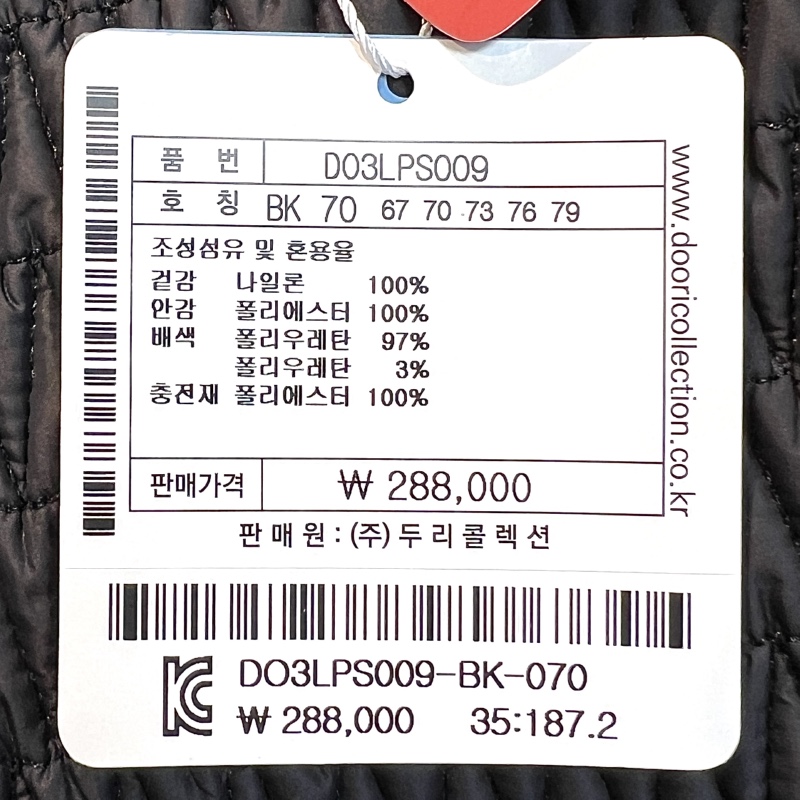 품 번 DO3LPS009
호 칭 BK 70 67 70 73 76 79
조성섬유 및 혼용율
겉감 나일론 100%
안감 폴리에스터 100%
배색 폴리우레탄 97%
폴리우레탄 3%
충전재 폴리에스터 100%
판매가격 ₩ 288,000
판 매 원 : (주) 두 리 콜 렉 션
www.dooricollection.co.kr
KC DO3LPS009-BK-070
₩ 288,000 35:187.2